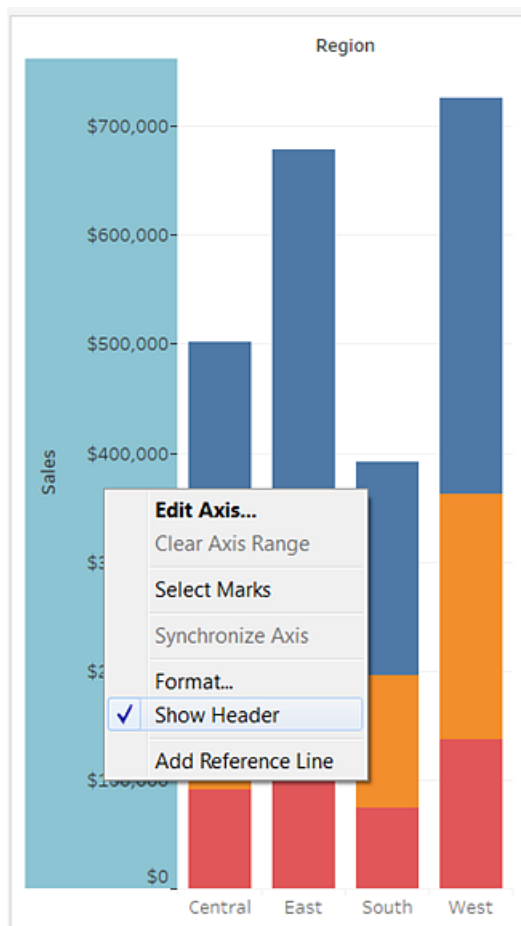 Region
$700,000
$600,000
$500,000
$400,000
Sales
Edit Axis...
Clear Axis Range
Select Marks
Synchronize Axis
Format...
Show Header
Add Reference Line
$0
Central East South West